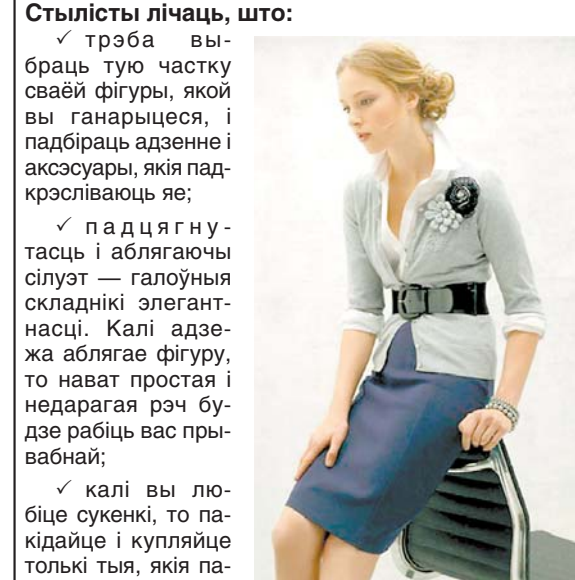 Стылісты лічаць, што:
✓ трэба вы-
браць тую частку
сваёй фігуры, якой
вы ганарыцеся, і
падбіраць адзенне і
аксэсуары, якія пад-
крэсліваюць яе;
✓ падцягну-
тасць і аблягаючы
сілуэт — галоўныя
складнікі элегант-
насці. Калі адзе-
жа аблягае фігуру,
то нават простая і
недарагая рэч бу-
дзе рабіць вас пры-
вабнай;
✓ калі вы лю-
біце сукенкі, то па-
кідайце і купляйце
толькі тыя, якія па-